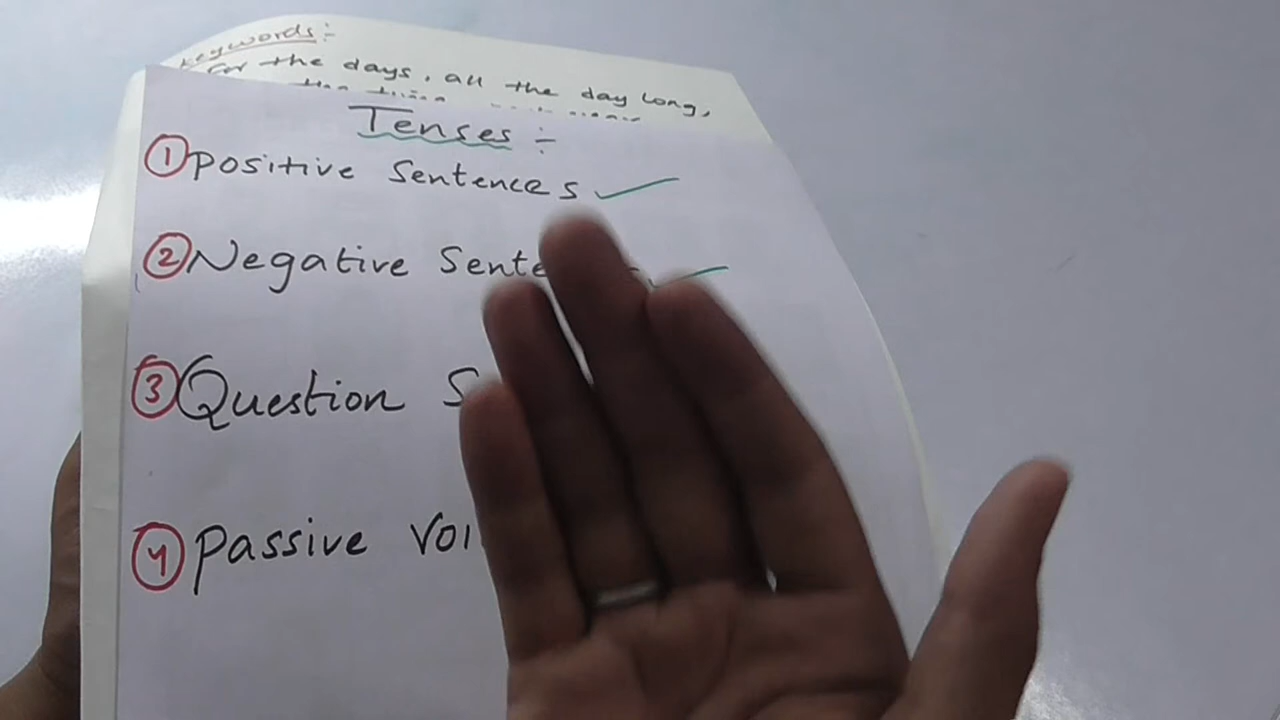 Keywords:-
for the days, all the day long,
Tenses :-
① Positive Sentences ✓
② Negative Sente
③ Question S
④ Passive Voi